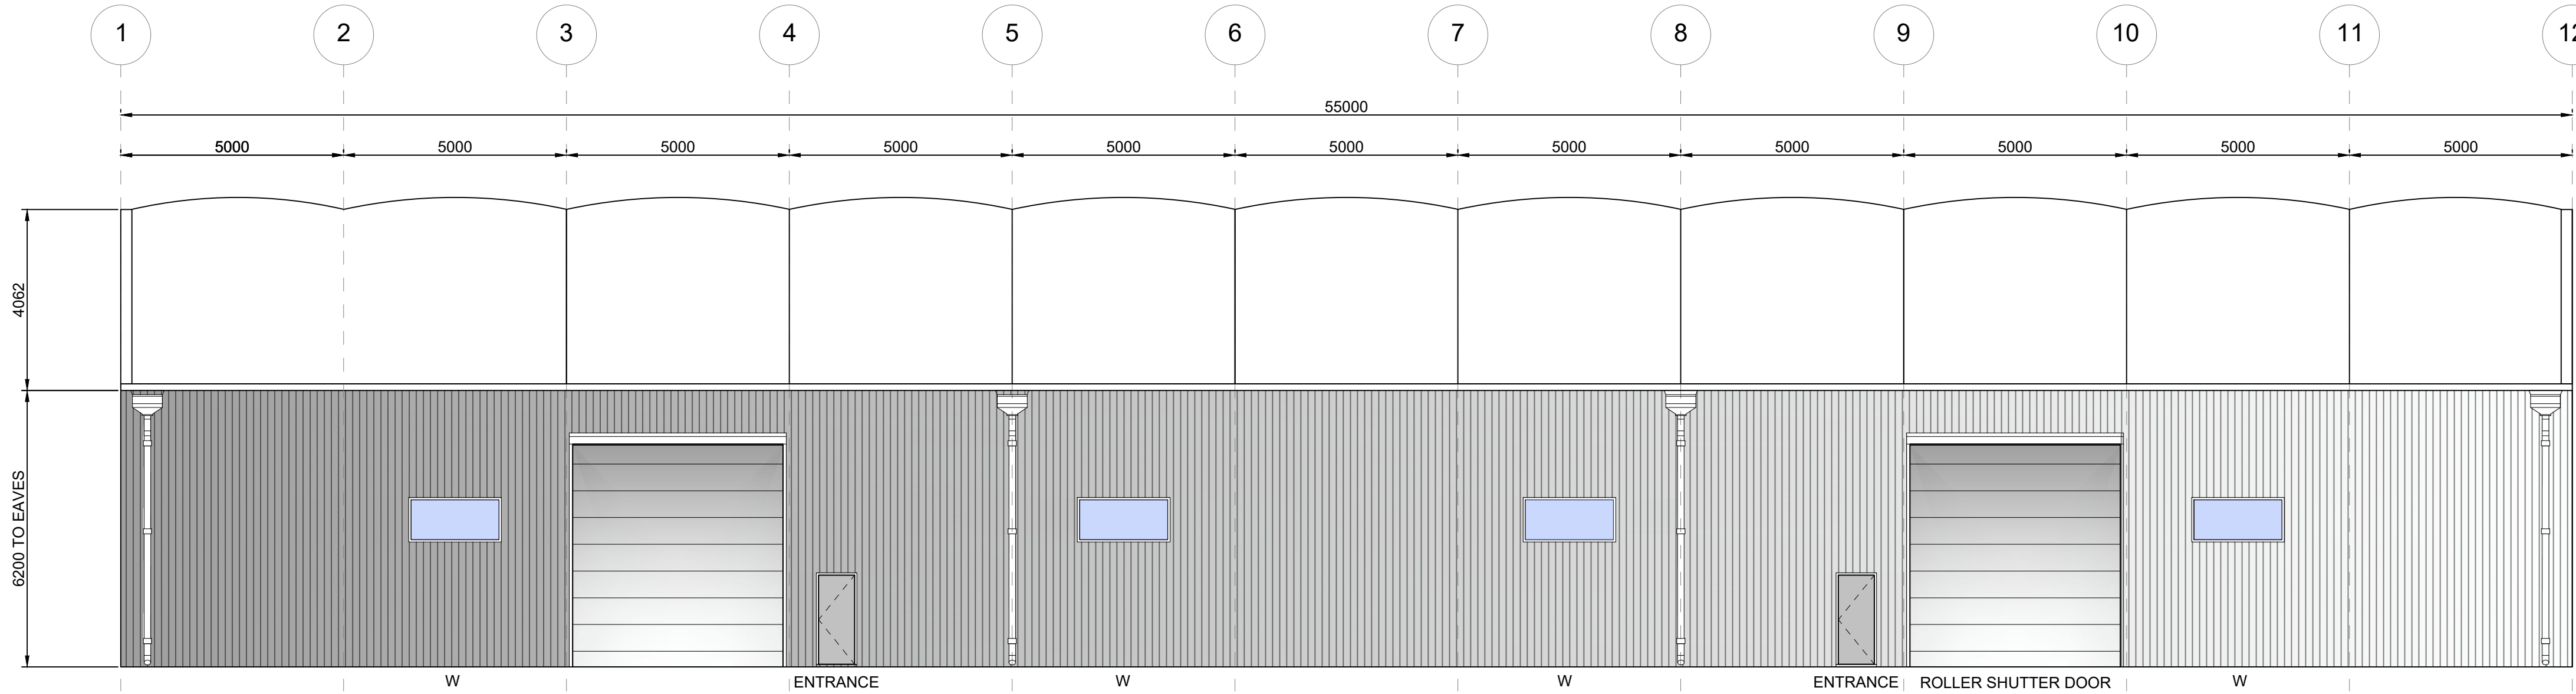 1 2 3 4 5 6 7 8 9 10 11 12
55000
5000 5000 5000 5000 5000 5000 5000 5000 5000 5000 5000
4062
6200 TO EAVES
W ENTRANCE W W ENTRANCE ROLLER SHUTTER DOOR W